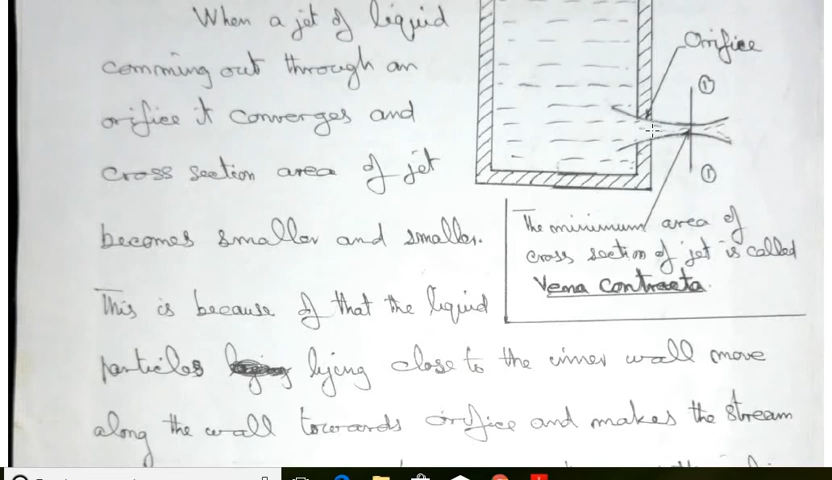 When a jet of liquid
comming out through an
orifice it converges and
cross section area of jet
becomes smaller and smaller.
This is because of that the liquid
particles lying close to the inner wall move
along the wall towards orifice and makes the stream
Orifice
1
1
The minimum area of
cross section of jet is called
Vena Contracta.